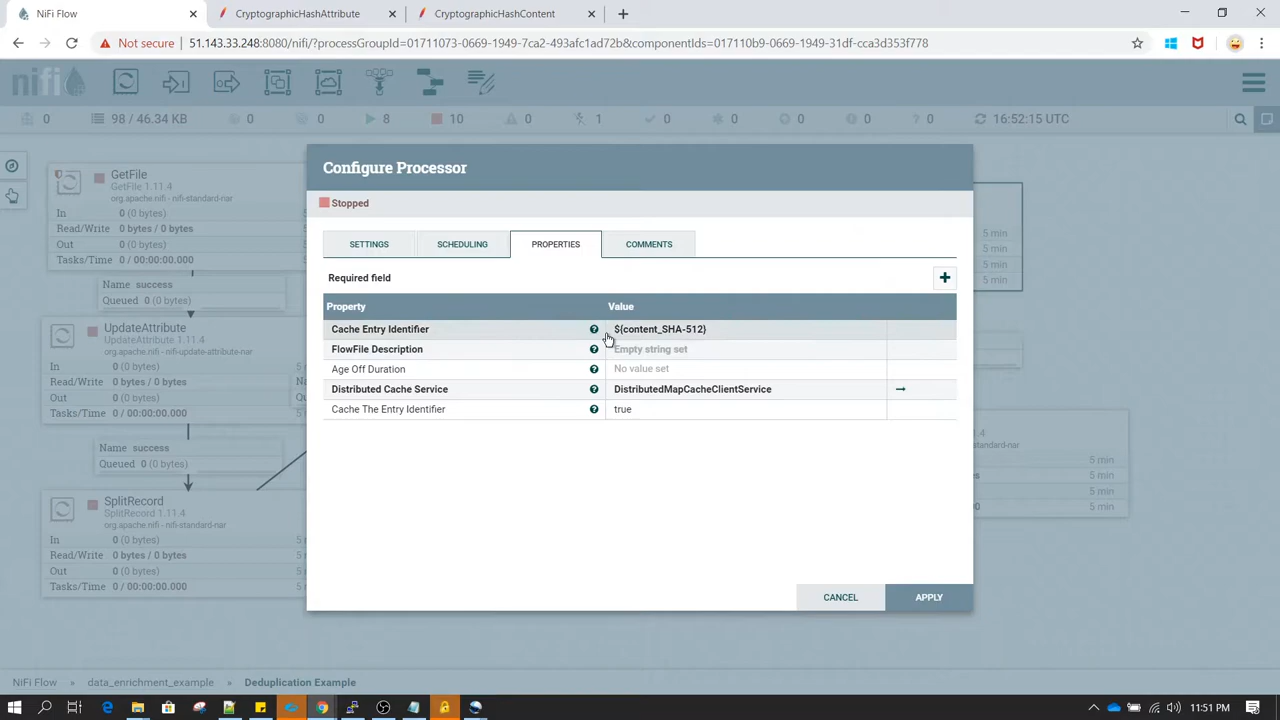 NiFi Flow
CryptographicHashAttribute
CryptographicHashContent
Not secure
51.143.33.248:8080/nifi/?processGroupId=01711073-0669-1949-7ca2-493afc1ad72b&componentIds=017110b9-0669-1949-31df-cca3d353f778
nifi
0
98 / 46.34 KB
0
0
8
10
0
1
0
0
0
0
0
16:52:15 UTC
GetFile
GetFile 1.11.4
org.apache.nifi - nifi-standard-nar
In 0 (0 bytes)
Read/Write 0 bytes / 0 bytes
Out 0 (0 bytes)
Tasks/Time 0 / 00:00:00.000
Name success
Queued 0 (0 bytes)
UpdateAttribute
UpdateAttribute 1.11.4
org.apache.nifi - nifi-update-attribute-nar
In 0 (0 bytes)
Read/Write 0 bytes / 0 bytes
Out 0 (0 bytes)
Tasks/Time 0 / 00:00:00.000
Name success
Queued 0 (0 bytes)
SplitRecord
SplitRecord 1.11.4
org.apache.nifi - nifi-standard-nar
In 0 (0 bytes)
Read/Write 0 bytes / 0 bytes
Out 0 (0 bytes)
Tasks/Time 0 / 00:00:00.000
Configure Processor
Stopped
SETTINGS
SCHEDULING
PROPERTIES
COMMENTS
Required field
Property Value
Cache Entry Identifier ${content_SHA-512}
FlowFile Description Empty string set
Age Off Duration No value set
Distributed Cache Service DistributedMapCacheClientService
Cache The Entry Identifier true
CANCEL
APPLY
5 min
5 min
5 min
5 min
1.4
nifi-standard-nar
5 min
5 min
5 min
5 min
NiFi Flow » data_enrichment_example » Deduplication Example
11:51 PM